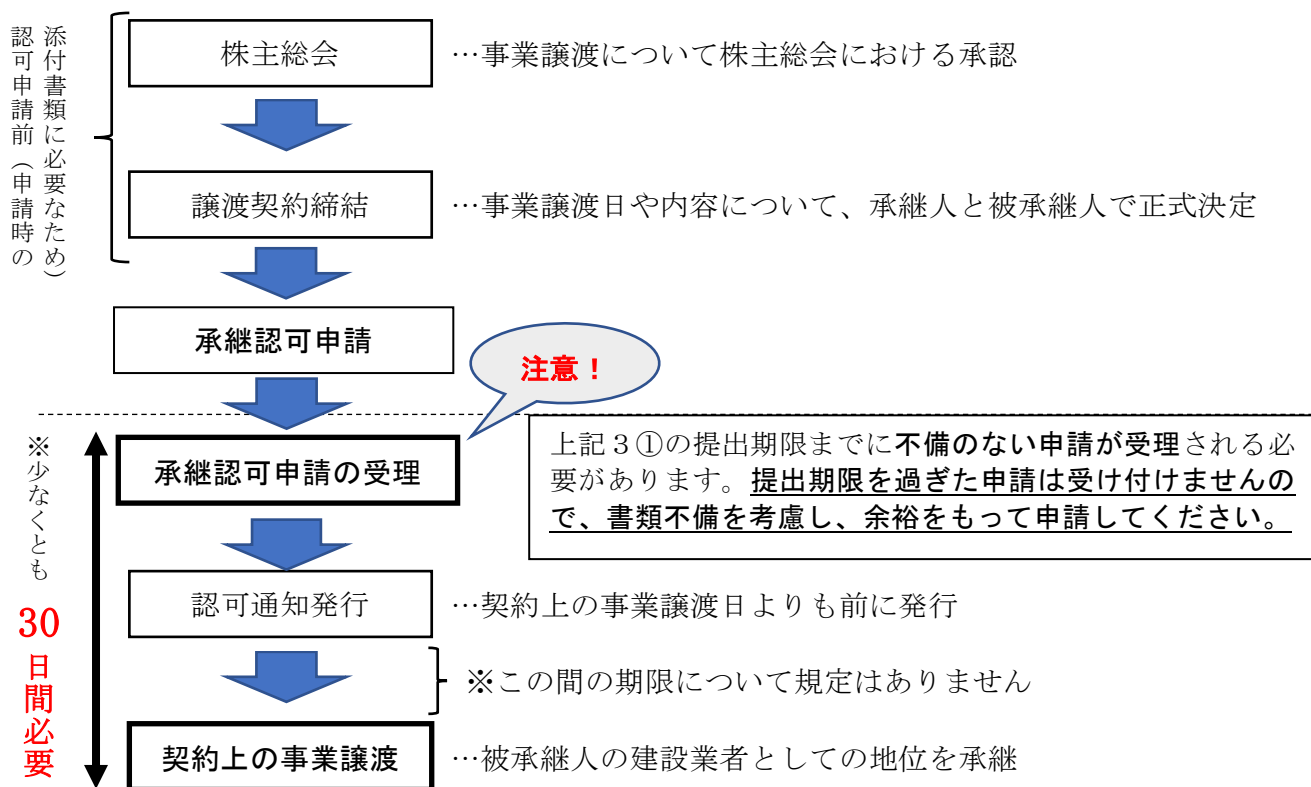 認可申請前（申請時の
添付書類に必要なため）
株主総会
…事業譲渡について株主総会における承認
譲渡契約締結
…事業譲渡日や内容について、承継人と被承継人で正式決定
承継認可申請
注意！
※少なくとも
30
日間必要
承継認可申請の受理
上記３①の提出期限までに不備のない申請が受理される必
要があります。提出期限を過ぎた申請は受け付けませんの
で、書類不備を考慮し、余裕をもって申請してください。
認可通知発行
…契約上の事業譲渡日よりも前に発行
※この間の期限について規定はありません
契約上の事業譲渡
…被承継人の建設業者としての地位を承継